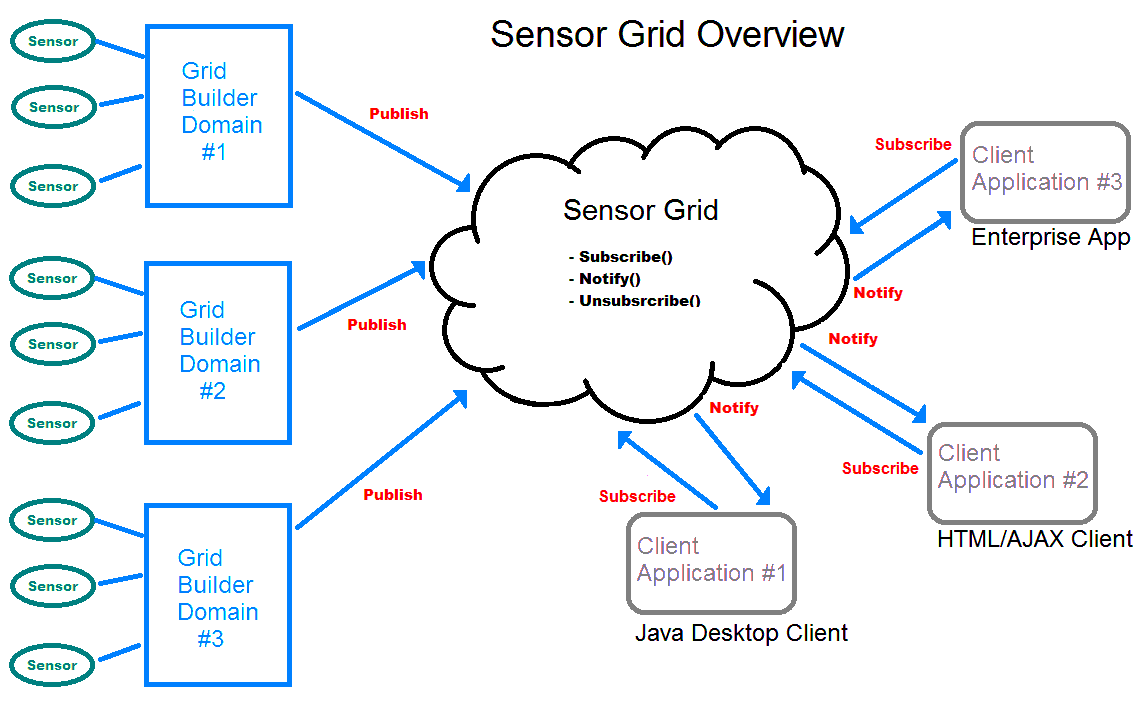 Sensor Grid Overview
Sensor
Sensor
Sensor
Grid
Builder
Domain
#1
Publish
Sensor
Sensor
Sensor
Grid
Builder
Domain
#2
Publish
Sensor
Sensor
Sensor
Grid
Builder
Domain
#3
Publish
Sensor Grid
- Subscribe()
- Notify()
- Unsubsrcribe()
Subscribe
Client
Application #3
Enterprise App
Notify
Notify
Subscribe
Client
Application #2
HTML/AJAX Client
Notify
Subscribe
Client
Application #1
Java Desktop Client